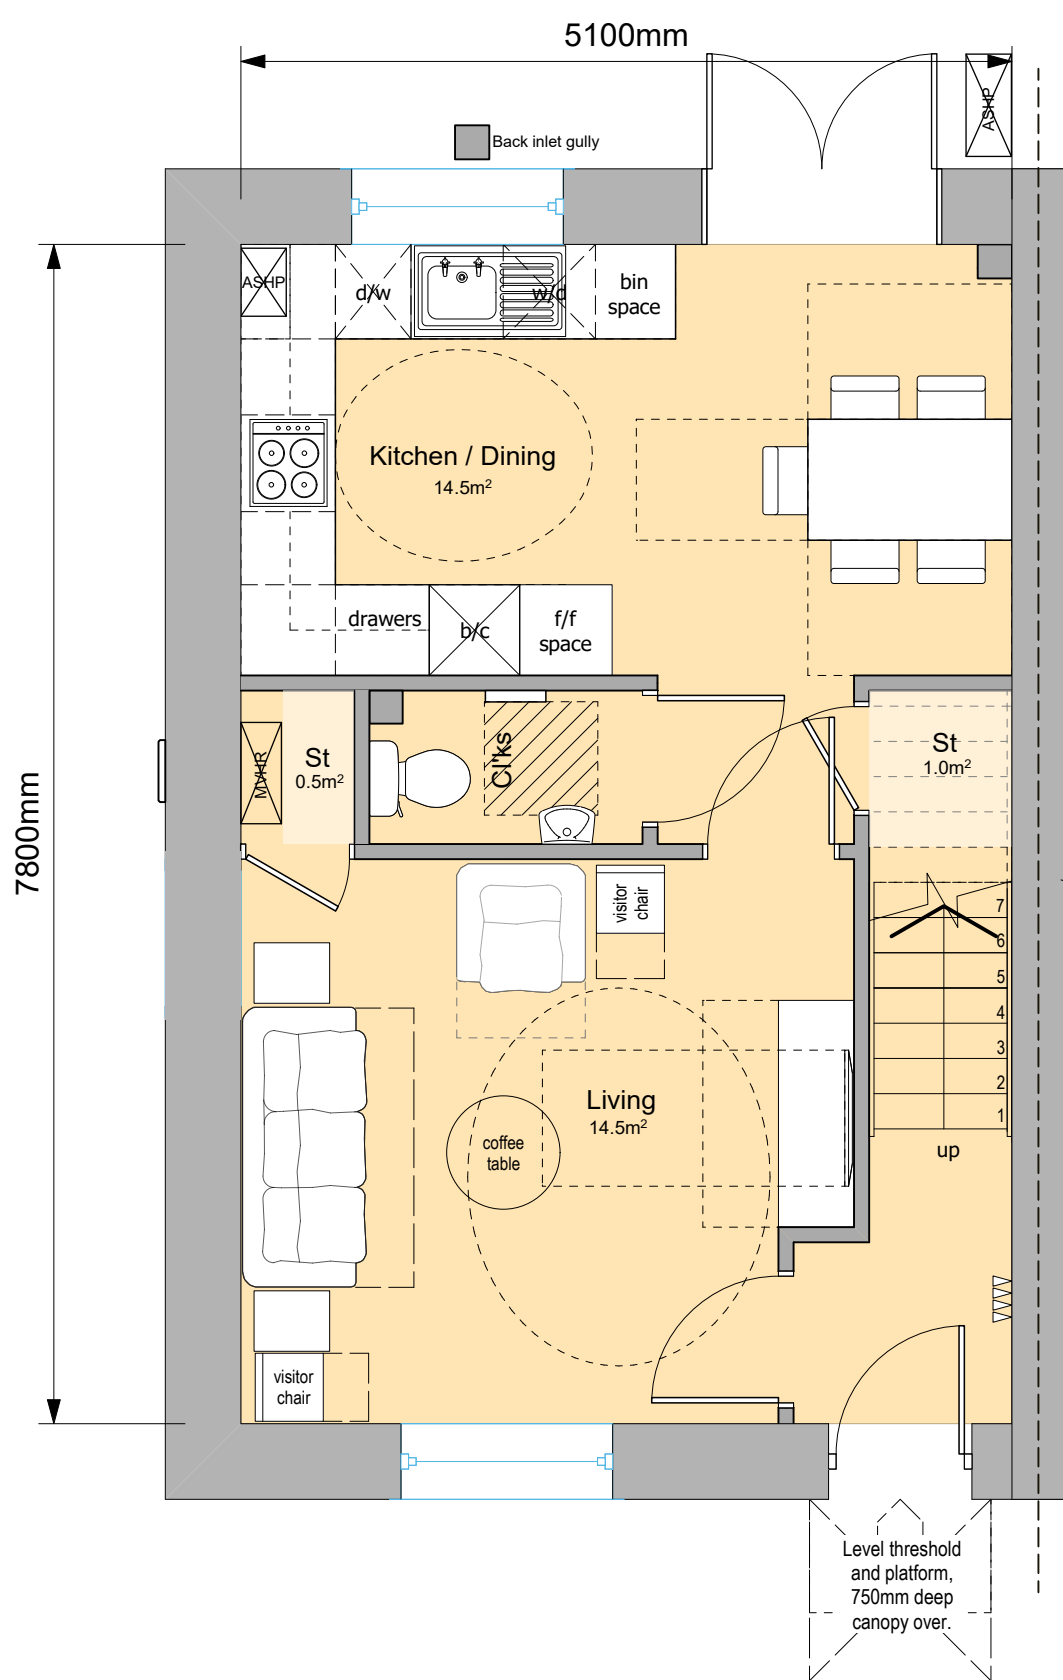 5100mm
ASHP
Back inlet gully
ASHP
d/w
w/d
bin
space
Kitchen / Dining
14.5m²
drawers
b/c
f/f
space
7800mm
MVHR
St
0.5m²
Cl'ks
St
1.0m²
visitor
chair
7
6
5
4
3
2
1
up
Living
14.5m²
coffee
table
visitor
chair
Level threshold
and platform,
750mm deep
canopy over.